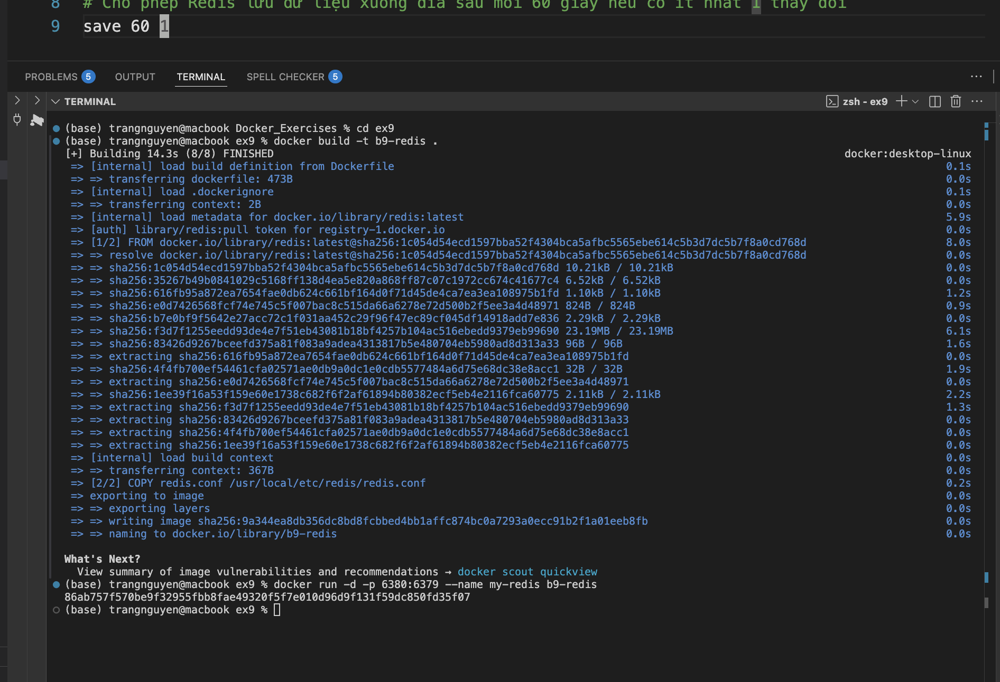 8 # Cho phép Redis lưu dữ liệu xuống đĩa sau mỗi 60 giây nếu có ít nhất 1 thay đổi
9 save 60 1
PROBLEMS 5 OUTPUT TERMINAL SPELL CHECKER 5
TERMINAL zsh - ex9
(base) trangnguyen@macbook Docker_Exercises % cd ex9
(base) trangnguyen@macbook ex9 % docker build -t b9-redis .
[+] Building 14.3s (8/8) FINISHED docker:desktop-linux
=> [internal] load build definition from Dockerfile 0.1s
=> => transferring dockerfile: 473B 0.0s
=> [internal] load .dockerignore 0.1s
=> => transferring context: 2B 0.0s
=> [internal] load metadata for docker.io/library/redis:latest 5.9s
=> [auth] library/redis:pull token for registry-1.docker.io 0.0s
=> [1/2] FROM docker.io/library/redis:latest@sha256:1c054d54ecd1597bba52f4304bca5afbc5565ebe614c5b3d7dc5b7f8a0cd768d 8.0s
=> => resolve docker.io/library/redis:latest@sha256:1c054d54ecd1597bba52f4304bca5afbc5565ebe614c5b3d7dc5b7f8a0cd768d 0.0s
=> => sha256:1c054d54ecd1597bba52f4304bca5afbc5565ebe614c5b3d7dc5b7f8a0cd768d 10.21kB / 10.21kB 0.0s
=> => sha256:35267b49b0841029c5168ff138d4ea5e820a868ff87c07c1972cc674c41677c4 6.52kB / 6.52kB 0.0s
=> => sha256:616fb95a872ea7654fae0db624c661bf164d0f71d45de4ca7ea3ea108975b1fd 1.10kB / 1.10kB 1.2s
=> => sha256:e0d7426568fcf74e745c5f007bac8c515da66a6278e72d500b2f5ee3a4d48971 824B / 824B 0.9s
=> => sha256:b7e0bf9f5642e27acc72c1f031aa452c29f96f47ec89cf045df14918add7e836 2.29kB / 2.29kB 0.0s
=> => sha256:f3d7f1255eedd93de4e7f51eb43081b18bf4257b104ac516ebedd9379eb99690 23.19MB / 23.19MB 6.1s
=> => sha256:83426d9267bceefd375a81f083a9adea4313817b5e480704eb5980ad8d313a33 96B / 96B 1.6s
=> => extracting sha256:616fb95a872ea7654fae0db624c661bf164d0f71d45de4ca7ea3ea108975b1fd 0.0s
=> => sha256:4f4fb700ef54461cfa02571ae0db9a0dc1e0cdb5577484a6d75e68dc38e8acc1 32B / 32B 1.9s
=> => extracting sha256:e0d7426568fcf74e745c5f007bac8c515da66a6278e72d500b2f5ee3a4d48971 0.0s
=> => sha256:1ee39f16a53f159e60e1738c682f6f2af61894b80382ecf5eb4e2116fca60775 2.11kB / 2.11kB 2.2s
=> => extracting sha256:f3d7f1255eedd93de4e7f51eb43081b18bf4257b104ac516ebedd9379eb99690 1.3s
=> => extracting sha256:83426d9267bceefd375a81f083a9adea4313817b5e480704eb5980ad8d313a33 0.0s
=> => extracting sha256:4f4fb700ef54461cfa02571ae0db9a0dc1e0cdb5577484a6d75e68dc38e8acc1 0.0s
=> => extracting sha256:1ee39f16a53f159e60e1738c682f6f2af61894b80382ecf5eb4e2116fca60775 0.0s
=> [internal] load build context 0.0s
=> => transferring context: 367B 0.0s
=> [2/2] COPY redis.conf /usr/local/etc/redis/redis.conf 0.2s
=> exporting to image 0.0s
=> => exporting layers 0.0s
=> => writing image sha256:9a344ea8db356dc8bd8fcbbed4bb1affc874bc0a7293a0ecc91b2f1a01eeb8fb 0.0s
=> => naming to docker.io/library/b9-redis 0.0s
What's Next?
View summary of image vulnerabilities and recommendations → docker scout quickview
(base) trangnguyen@macbook ex9 % docker run -d -p 6380:6379 --name my-redis b9-redis
86ab757f570be9f32955fbb8fae49320f5f7e010d96d9f131f59dc850fd35f07
(base) trangnguyen@macbook ex9 %